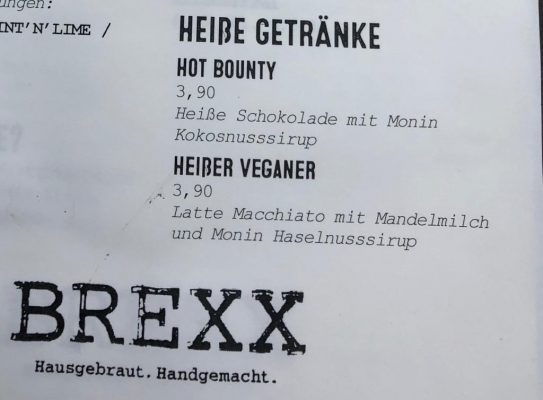 ungen:
INT'N'LIME /
HEIßE GETRÄNKE
HOT BOUNTY
3,90
Heiße Schokolade mit Monin
Kokosnusssirup
HEIßER VEGANER
3,90
Latte Macchiato mit Mandelmilch
und Monin Haselnusssirup
BREXX
Hausgebraut. Handgemacht.